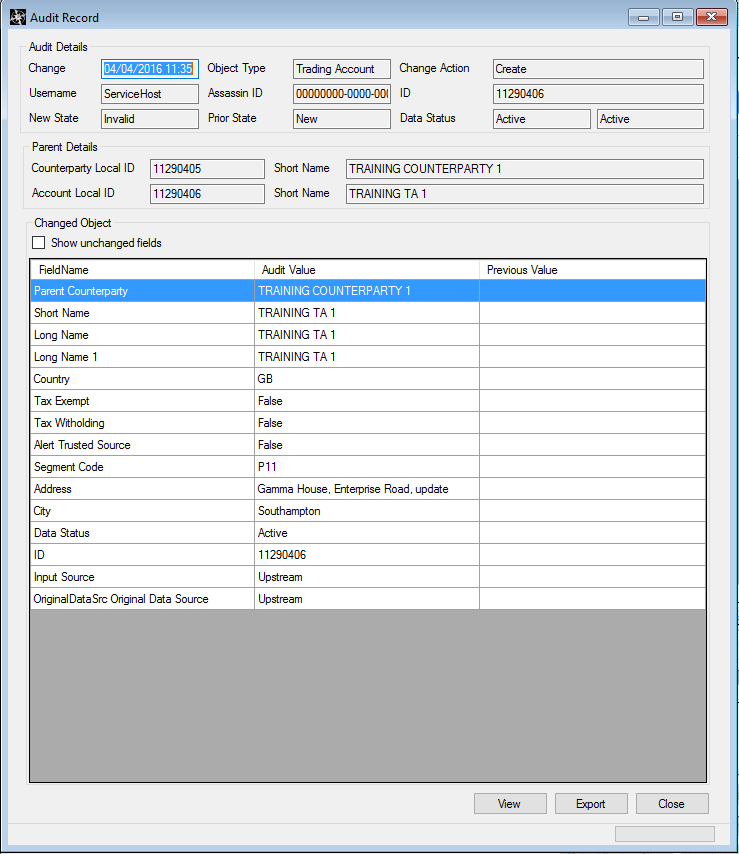 Audit Record
Audit Details
Change 04/04/2016 11:35 Object Type Trading Account Change Action Create
Username ServiceHost Assassin ID 00000000-0000-00 ID 11290406
New State Invalid Prior State New Data Status Active Active
Parent Details
Counterparty Local ID 11290405 Short Name TRAINING COUNTERPARTY 1
Account Local ID 11290406 Short Name TRAINING TA 1
Changed Object
Show unchanged fields
FieldName Audit Value Previous Value
Parent Counterparty TRAINING COUNTERPARTY 1
Short Name TRAINING TA 1
Long Name TRAINING TA 1
Long Name 1 TRAINING TA 1
Country GB
Tax Exempt False
Tax Witholding False
Alert Trusted Source False
Segment Code P11
Address Gamma House, Enterprise Road, update
City Southampton
Data Status Active
ID 11290406
Input Source Upstream
OriginalDataSrc Original Data Source Upstream
View Export Close